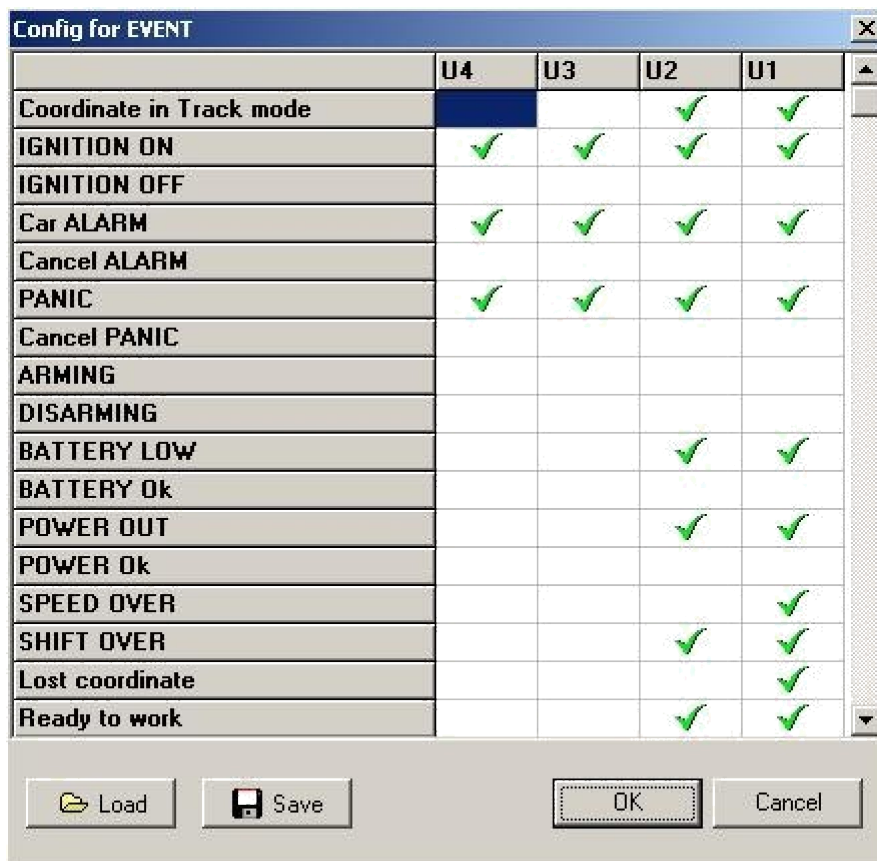 Config for EVENT
U4 U3 U2 U1
Coordinate in Track mode
IGNITION ON
IGNITION OFF
Car ALARM
Cancel ALARM
PANIC
Cancel PANIC
ARMING
DISARMING
BATTERY LOW
BATTERY Ok
POWER OUT
POWER Ok
SPEED OVER
SHIFT OVER
Lost coordinate
Ready to work
Load Save OK Cancel